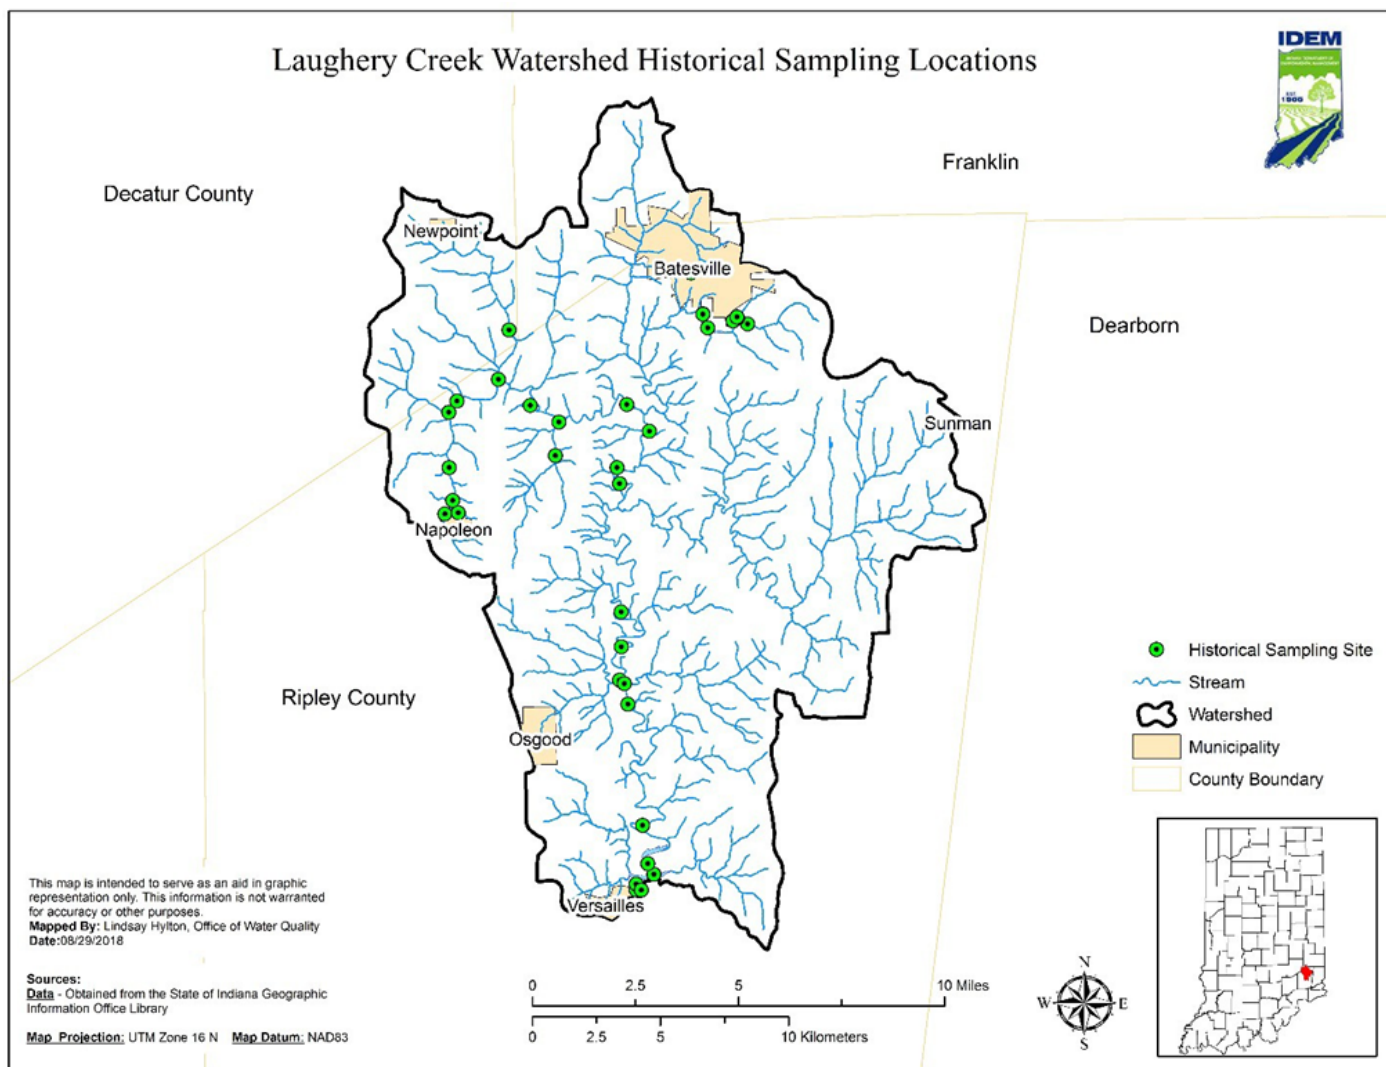 Laughery Creek Watershed Historical Sampling Locations
IDEM
EST.
Franklin
Decatur County
Newpoint
Batesville
Dearborn
Sunman
Napoleon
Historical Sampling Site
Stream
Ripley County
Watershed
Osgood
Municipality
County Boundary
This map is intended to serve as an aid in graphic
representation only. This information is not warranted
for accuracy or other purposes.
Mapped By: Lindsay Hylton, Office of Water Quality
Date:08/29/2018
Versailles
Sources:
Data - Obtained from the State of Indiana Geographic
Information Office Library
Map Projection: UTM Zone 16 N Map Datum: NAD83
0 2.5 5 10 Miles
0 2.5 5 10 Kilometers
N
W E
S